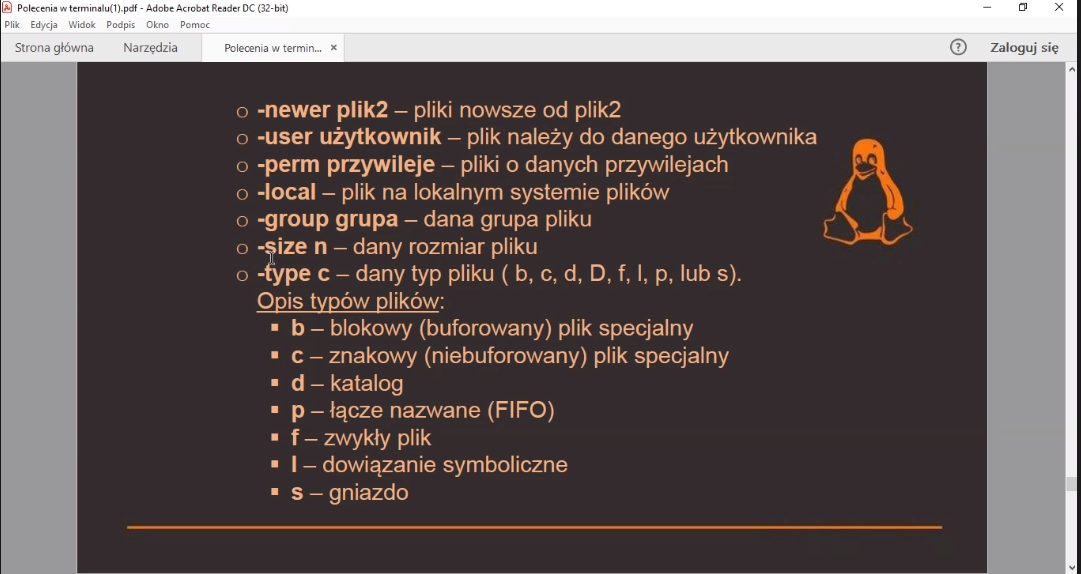 Polecenia w terminalu(1).pdf - Adobe Acrobat Reader DC (32-bit)
Plik Edycja Widok Podpis Okno Pomoc
Strona główna Narzędzia Polecenia w termin... × ? Zaloguj się
o -newer plik2 – pliki nowsze od plik2
o -user użytkownik – plik należy do danego użytkownika
o -perm przywileje – pliki o danych przywilejach
o -local – plik na lokalnym systemie plików
o -group grupa – dana grupa pliku
o -size n – dany rozmiar pliku
o -type c – dany typ pliku ( b, c, d, D, f, l, p, lub s).
Opis typów plików:
▪ b – blokowy (buforowany) plik specjalny
▪ c – znakowy (niebuforowany) plik specjalny
▪ d – katalog
▪ p – łącze nazwane (FIFO)
▪ f – zwykły plik
▪ l – dowiązanie symboliczne
▪ s – gniazdo